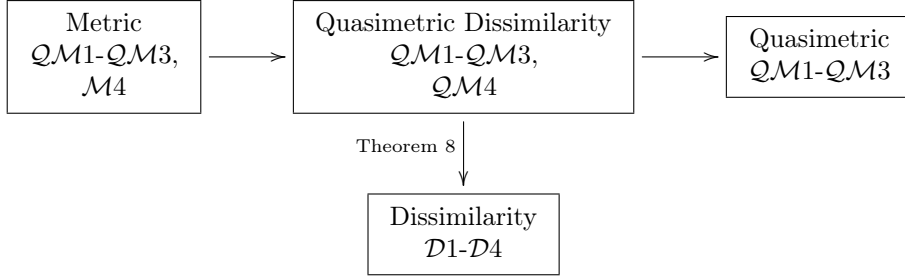 Metric
𝒬ℳ1-𝒬ℳ3,
ℳ4
Quasimetric Dissimilarity
𝒬ℳ1-𝒬ℳ3,
𝒬ℳ4
Quasimetric
𝒬ℳ1-𝒬ℳ3
Theorem 8
Dissimilarity
𝒟1-𝒟4